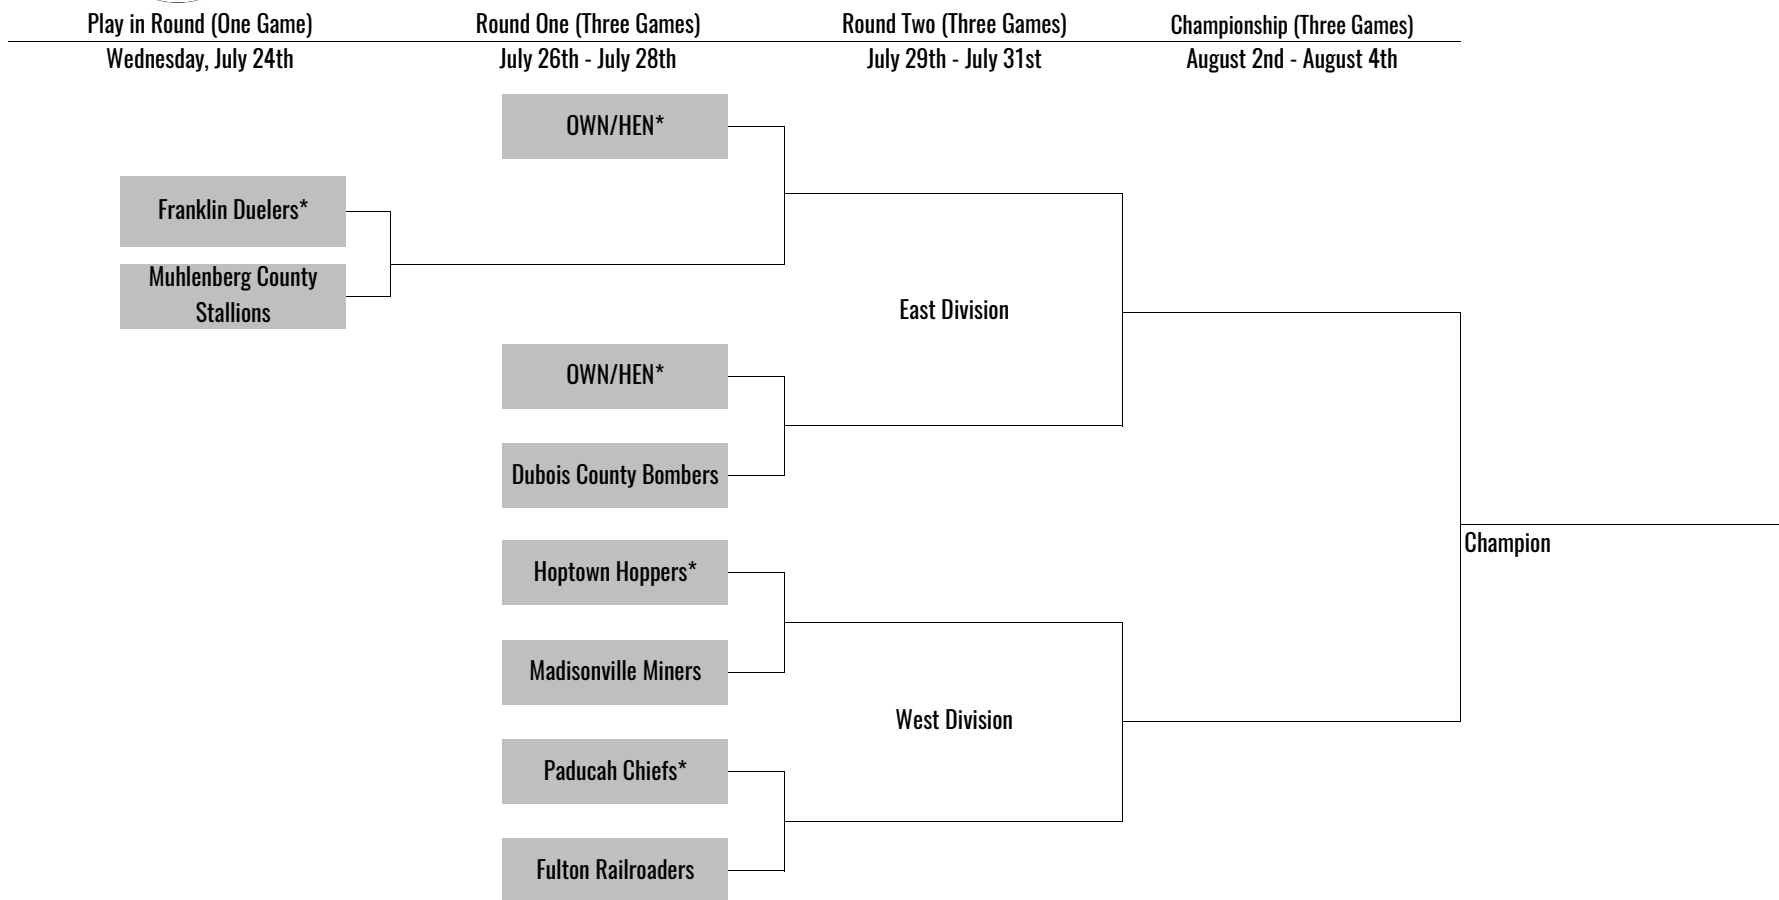 Play in Round (One Game)
Round One (Three Games)
Round Two (Three Games)
Championship (Three Games)
Wednesday, July 24th
July 26th - July 28th
July 29th - July 31st
August 2nd - August 4th
OWN/HEN*
Franklin Duelers*
Muhlenberg County
Stallions
East Division
OWN/HEN*
Dubois County Bombers
Champion
Hoptown Hoppers*
Madisonville Miners
West Division
Paducah Chiefs*
Fulton Railroaders